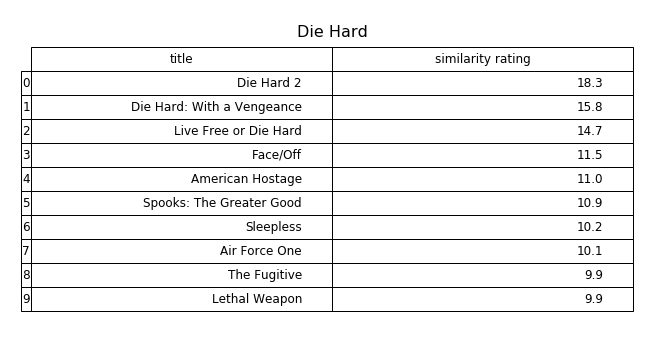 Die Hard
title similarity rating
0 Die Hard 2 18.3
1 Die Hard: With a Vengeance 15.8
2 Live Free or Die Hard 14.7
3 Face/Off 11.5
4 American Hostage 11.0
5 Spooks: The Greater Good 10.9
6 Sleepless 10.2
7 Air Force One 10.1
8 The Fugitive 9.9
9 Lethal Weapon 9.9